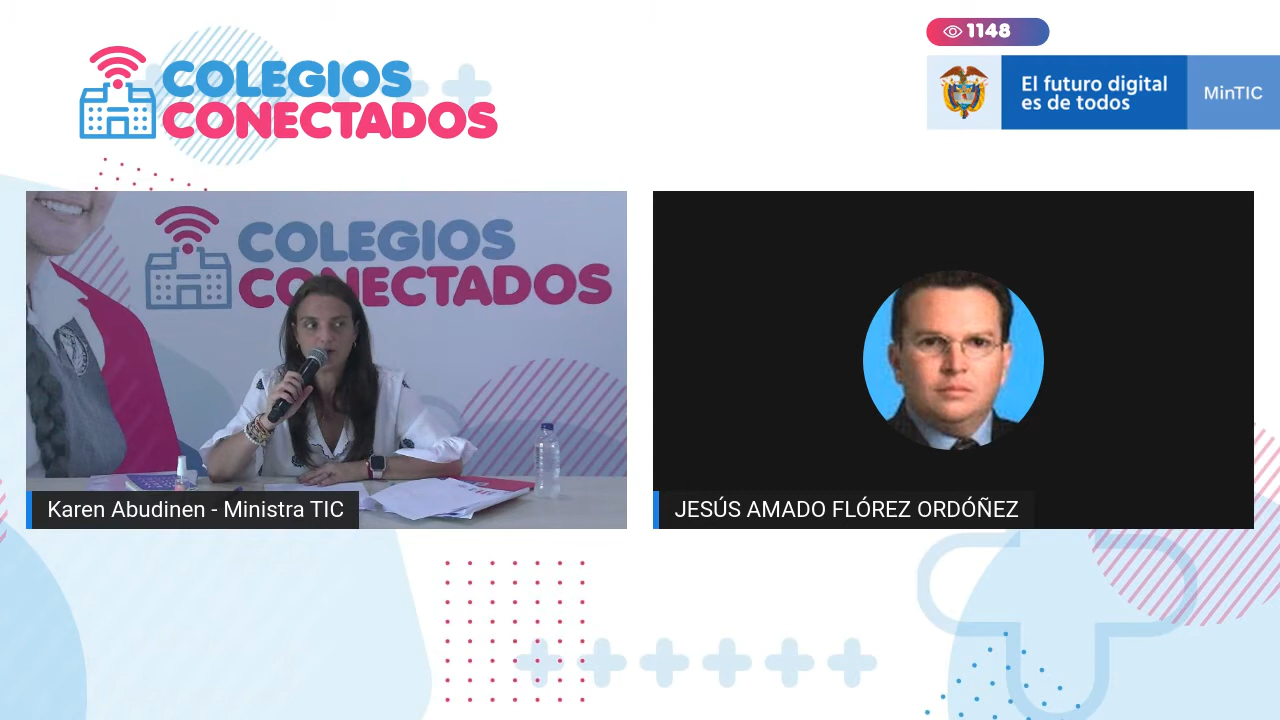 COLEGIOS
CONECTADOS
1148
El futuro digital
es de todos
MinTIC
COLEGIOS
CONECTADOS
Karen Abudinen - Ministra TIC
JESÚS AMADO FLÓREZ ORDÓÑEZ